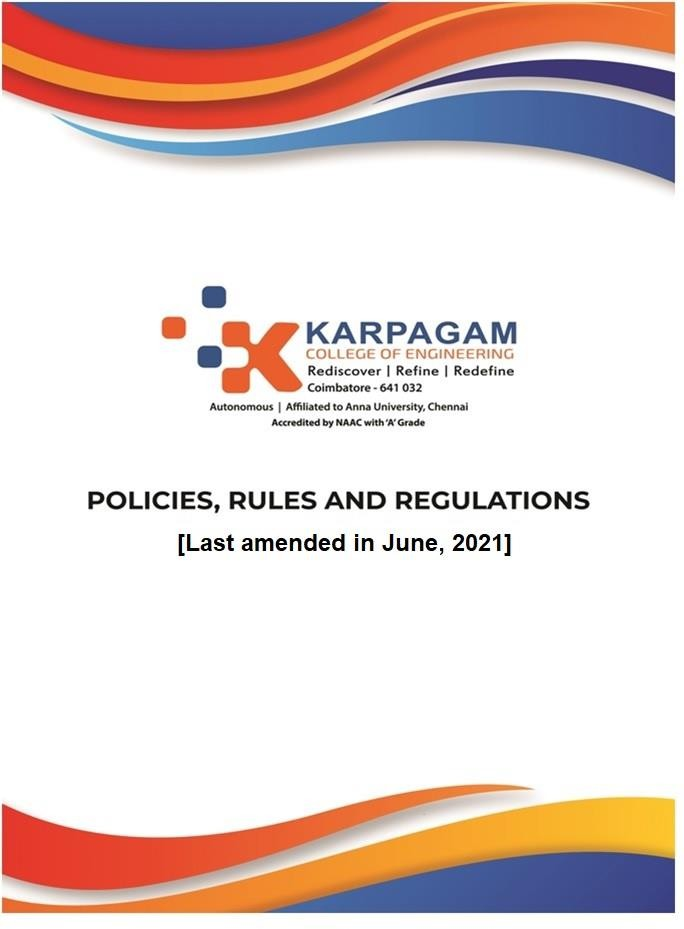 KARPAGAM
COLLEGE OF ENGINEERING
Rediscover | Refine | Redefine
Coimbatore - 641 032
Autonomous | Affiliated to Anna University, Chennai
Accredited by NAAC with 'A' Grade
POLICIES, RULES AND REGULATIONS
[Last amended in June, 2021]